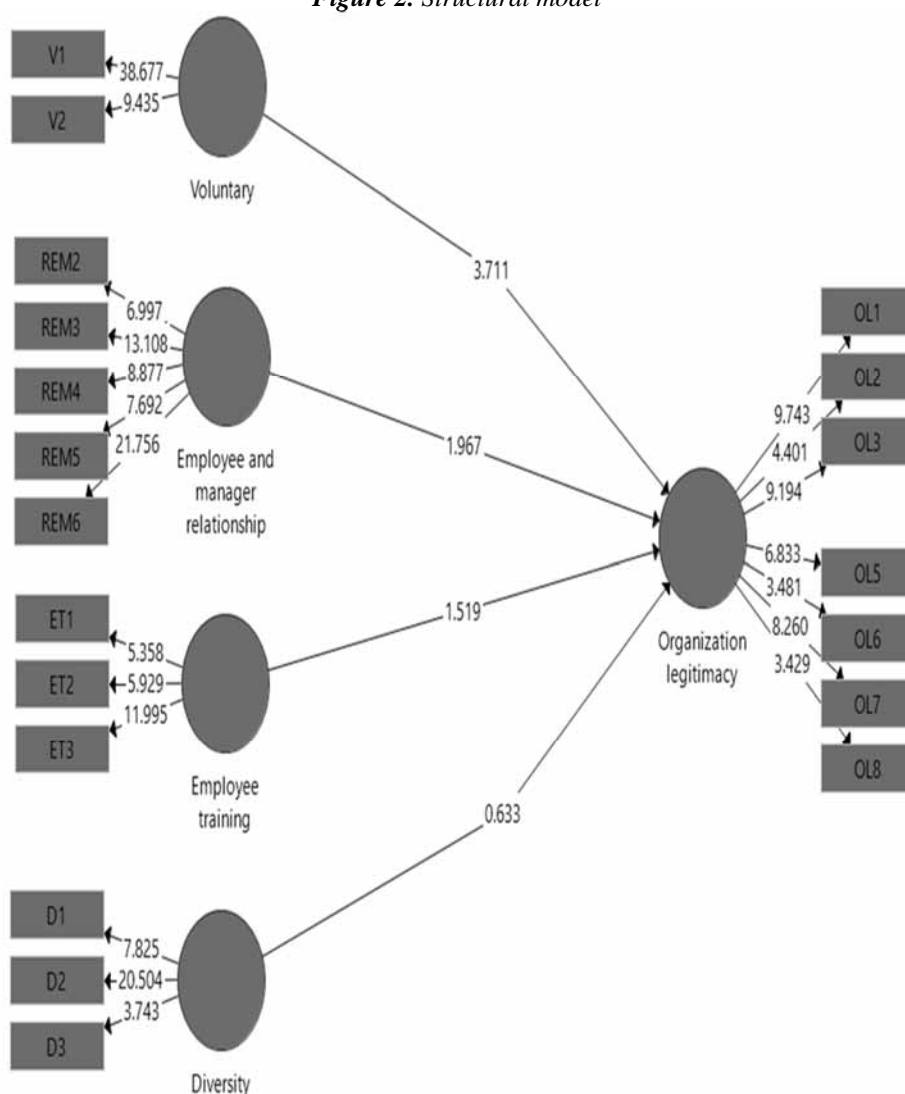 Figure 2. Structural model
V1
38.677
9.435
V2
Voluntary
3.711
REM2
6.997
REM3
13.108
REM4
8.877
7.692
REM5
21.756
REM6
Employee and
manager
relationship
1.967
ET1
5.358
ET2
5.929
11.995
ET3
Employee
training
1.519
D1
7.825
D2
20.504
3.743
D3
Diversity
0.633
Organization
legitimacy
OL1
9.743
OL2
4.401
OL3
9.194
6.833
OL5
3.481
OL6
8.260
OL7
3.429
OL8